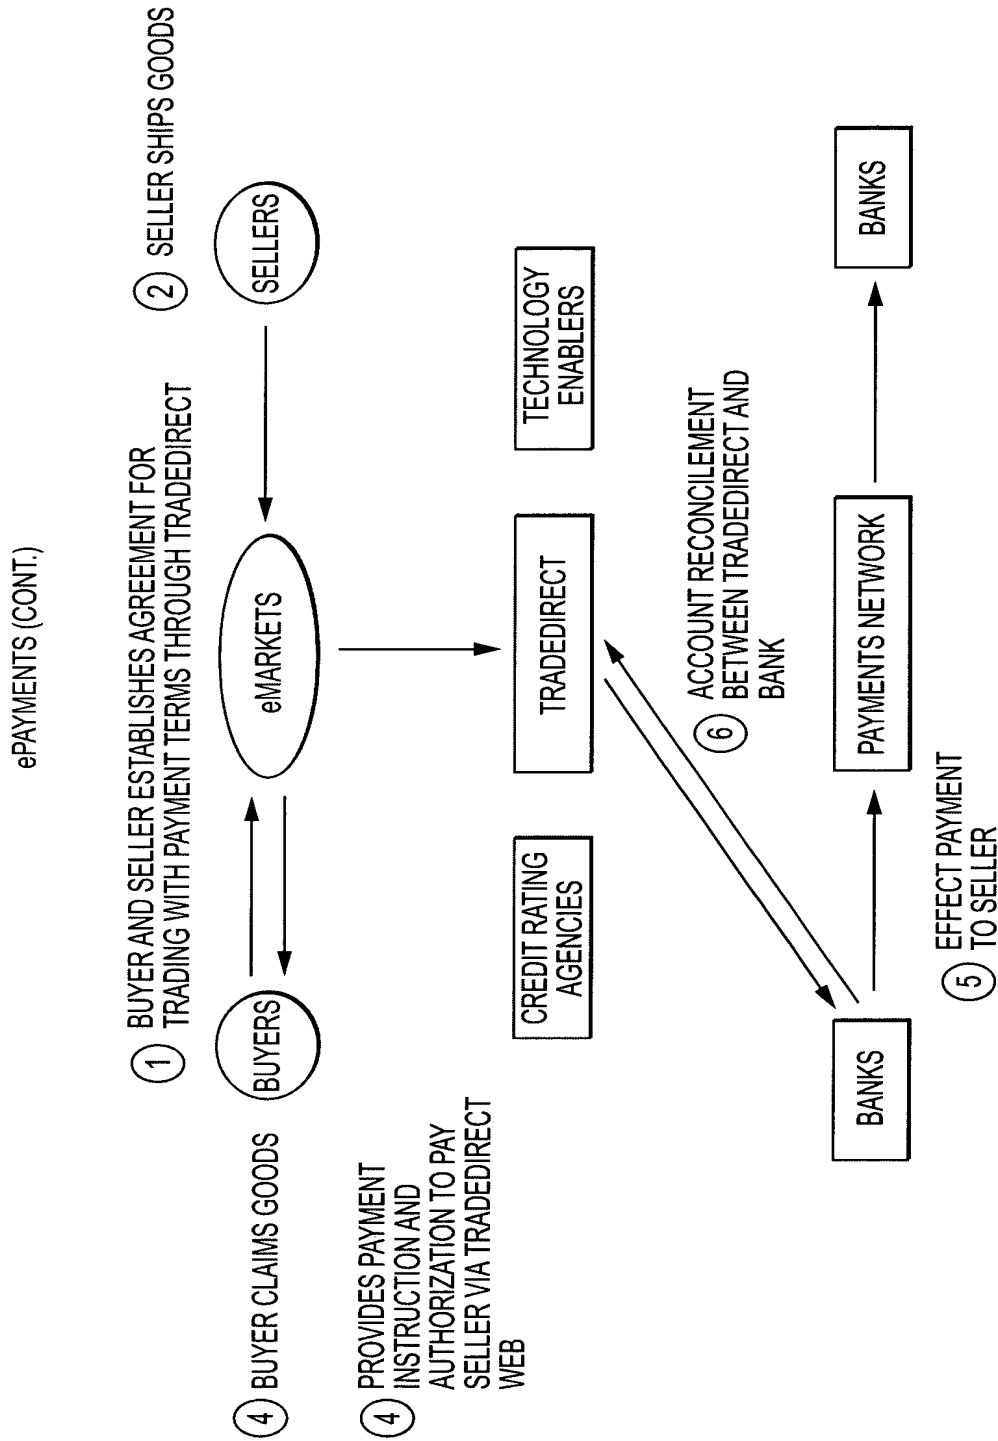 ePAYMENTS (CONT.)
1 BUYER AND SELLER ESTABLISHES AGREEMENT FOR
TRADING WITH PAYMENT TERMS THROUGH TRADEDIRECT
2 SELLER SHIPS GOODS
4 BUYER CLAIMS GOODS
BUYERS
eMARKETS
SELLERS
4 PROVIDES PAYMENT
INSTRUCTION AND
AUTHORIZATION TO PAY
SELLER VIA TRADEDIRECT
WEB
CREDIT RATING
AGENCIES
TRADEDIRECT
TECHNOLOGY
ENABLERS
6 ACCOUNT RECONCILEMENT
BETWEEN TRADEDIRECT AND
BANK
BANKS
PAYMENTS NETWORK
BANKS
5 EFFECT PAYMENT
TO SELLER